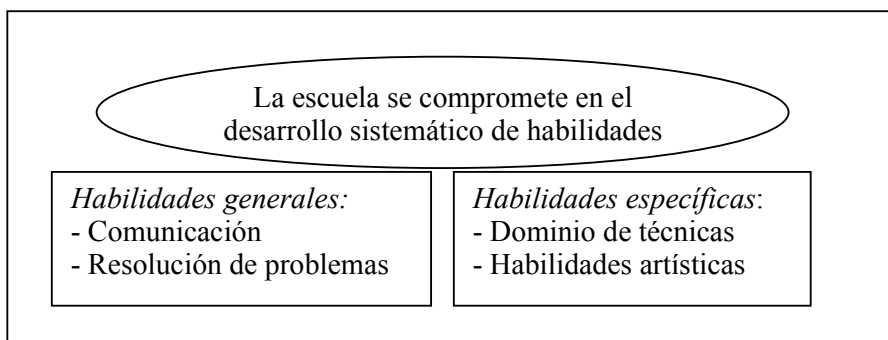 La escuela se compromete en el
desarrollo sistemático de habilidades
Habilidades generales:
- Comunicación
- Resolución de problemas
Habilidades específicas:
- Dominio de técnicas
- Habilidades artísticas